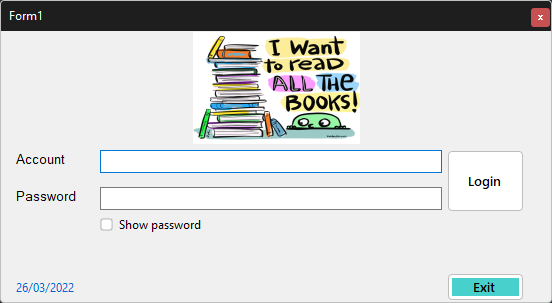 Form1
x
I Want
to read
ALL THE
BOOKS!
Account
Login
Password
Show password
26/03/2022
Exit